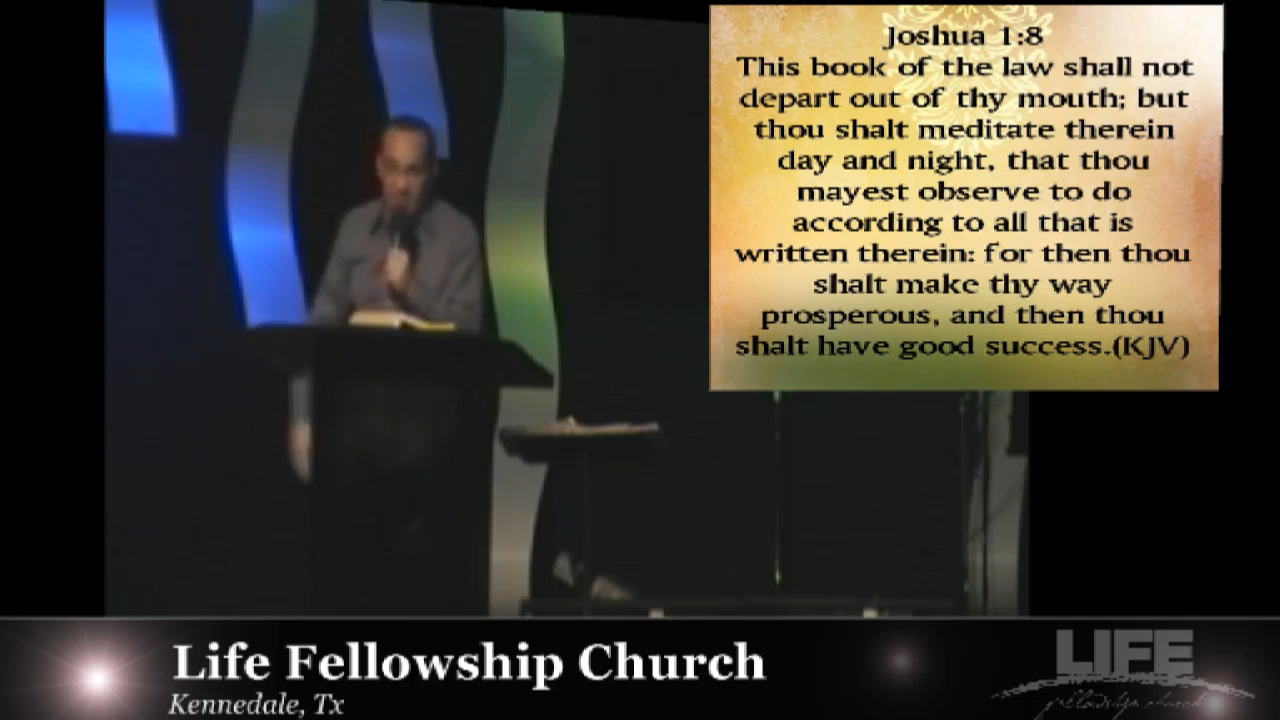 Joshua 1:8
This book of the law shall not
depart out of thy mouth; but
thou shalt meditate therein
day and night, that thou
mayest observe to do
according to all that is
written therein: for then thou
shalt make thy way
prosperous, and then thou
shalt have good success.(KJV)
Life Fellowship Church
Kennedale, Tx
LIFE
fellowship church